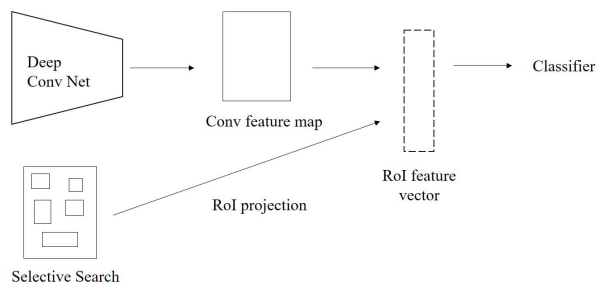 Deep
Conv Net
Classifier
Conv feature map
RoI feature
vector
RoI projection
Selective Search